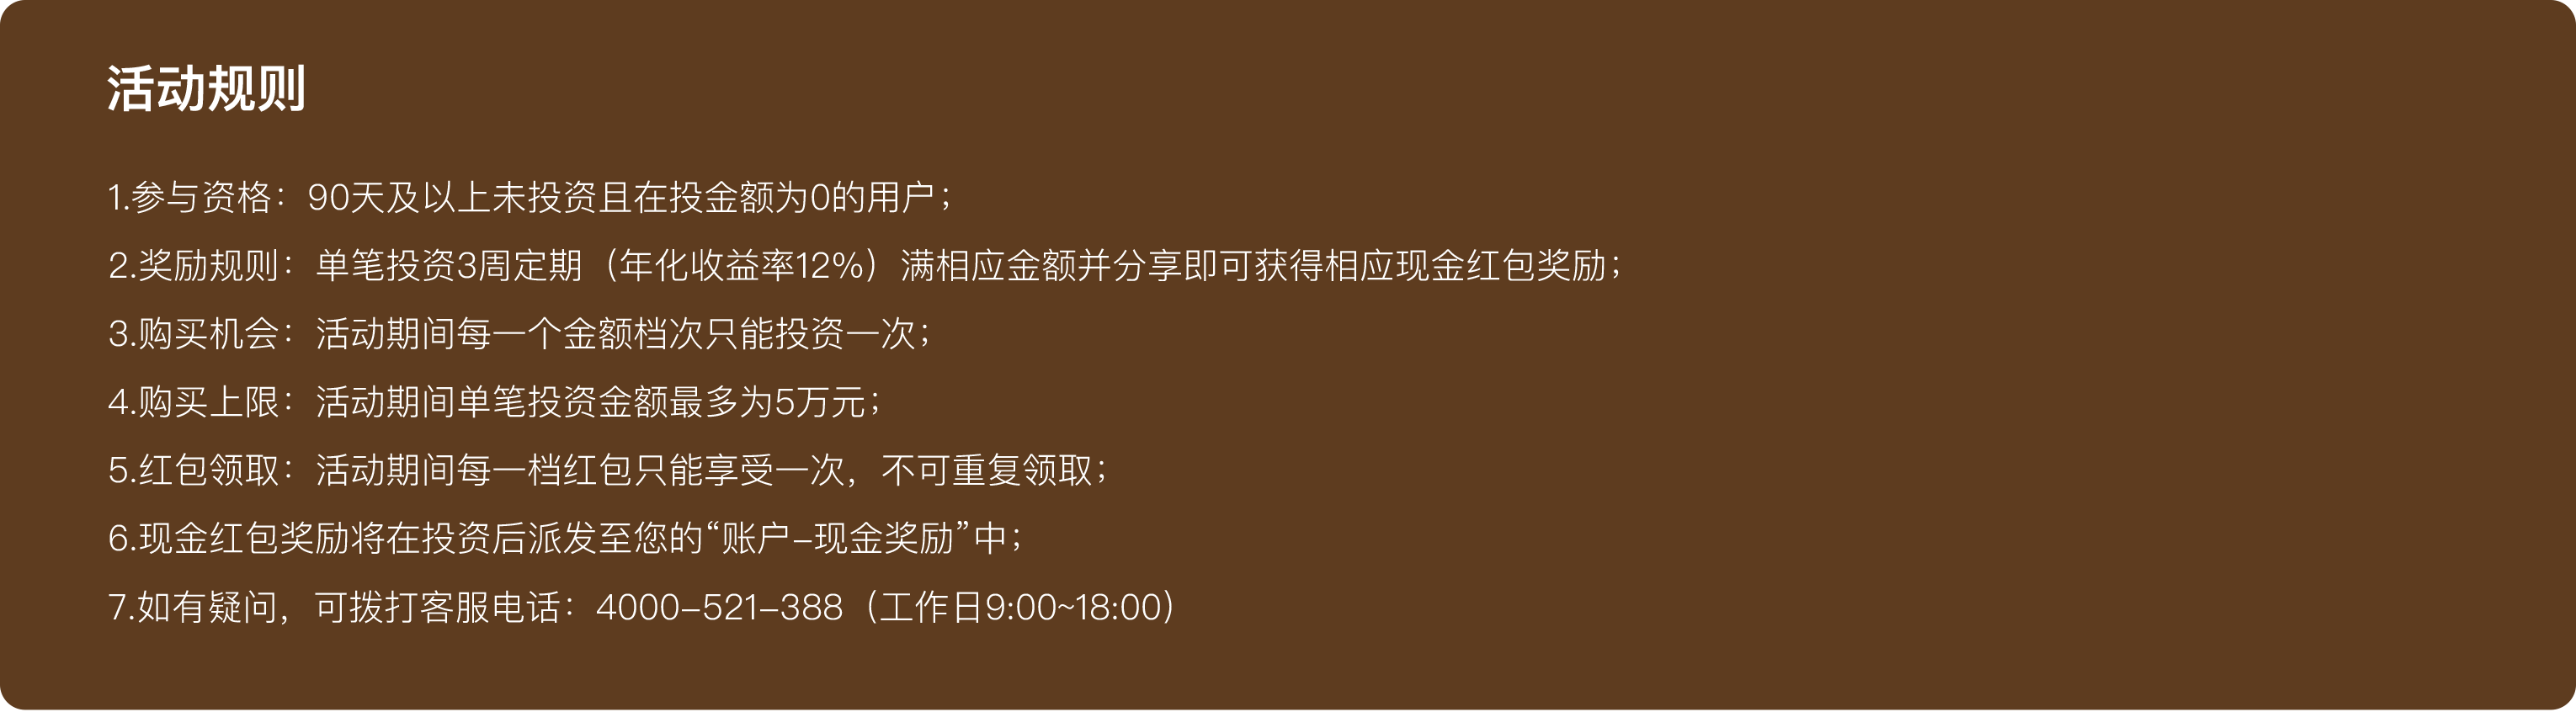 活动规则
1.参与资格：90天及以上未投资且在投金额为0的用户；
2.奖励规则：单笔投资3周定期（年化收益率12%）满相应金额并分享即可获得相应现金红包奖励；
3.购买机会：活动期间每一个金额档次只能投资一次；
4.购买上限：活动期间单笔投资金额最多为5万元；
5.红包领取：活动期间每一档红包只能享受一次，不可重复领取；
6.现金红包奖励将在投资后派发至您的“账户–现金奖励”中；
7.如有疑问，可拨打客服电话：4000–521–388（工作日9:00~18:00）